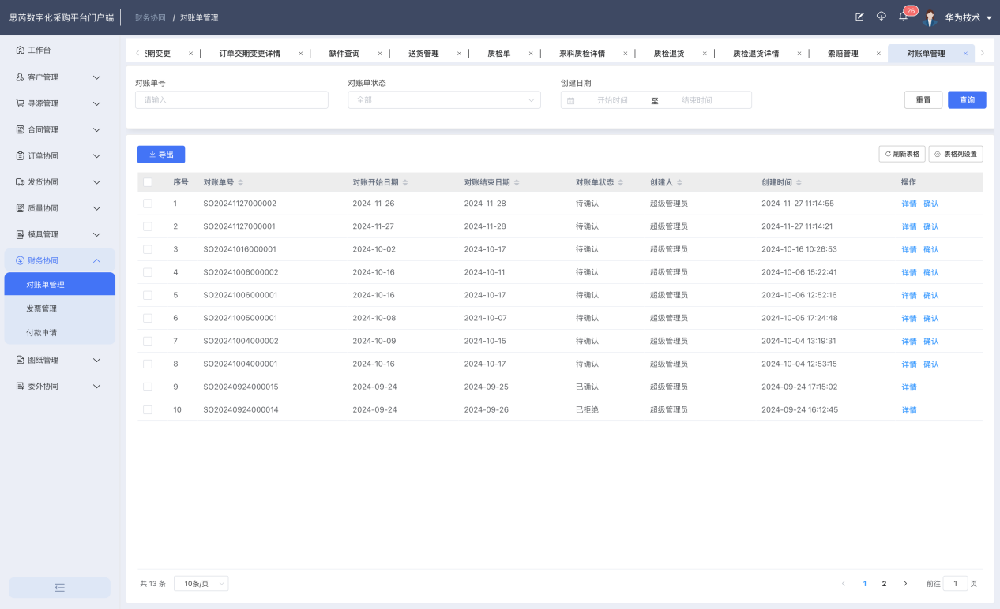 思芮数字化采购平台门户端 财务协同 / 对账单管理 26 华为技术
工作台
客户管理
寻源管理
合同管理
订单协同
发货协同
质量协同
模具管理
财务协同
对账单管理
发票管理
付款申请
图纸管理
委外协同
期变更 × 订单交期变更详情 × 缺件查询 × 送货管理 × 质检单 × 来料质检详情 × 质检退货 × 质检退货详情 × 索赔管理 × 对账单管理 ×
对账单号 对账单状态 创建日期
请输入 全部 开始时间 至 结束时间 重置 查询
导出 刷新表格 表格列设置
序号 对账单号 对账开始日期 对账结束日期 对账单状态 创建人 创建时间 操作
1 SO20241127000002 2024-11-26 2024-11-28 待确认 超级管理员 2024-11-27 11:14:55 详情 确认
2 SO20241127000001 2024-11-27 2024-11-28 待确认 超级管理员 2024-11-27 11:14:21 详情 确认
3 SO20241016000001 2024-10-02 2024-10-17 待确认 超级管理员 2024-10-16 10:26:53 详情 确认
4 SO20241006000002 2024-10-16 2024-10-11 待确认 超级管理员 2024-10-06 15:22:41 详情 确认
5 SO20241006000001 2024-10-16 2024-10-17 待确认 超级管理员 2024-10-06 12:52:16 详情 确认
6 SO20241005000001 2024-10-08 2024-10-07 待确认 超级管理员 2024-10-05 17:24:48 详情 确认
7 SO20241004000002 2024-10-09 2024-10-15 待确认 超级管理员 2024-10-04 13:19:31 详情 确认
8 SO20241004000001 2024-10-16 2024-10-17 待确认 超级管理员 2024-10-04 12:53:15 详情 确认
9 SO20240924000015 2024-09-24 2024-09-25 已确认 超级管理员 2024-09-24 17:15:02 详情
10 SO20240924000014 2024-09-24 2024-09-26 已拒绝 超级管理员 2024-09-24 16:12:45 详情
共 13 条 10条/页 1 2 前往 1 页